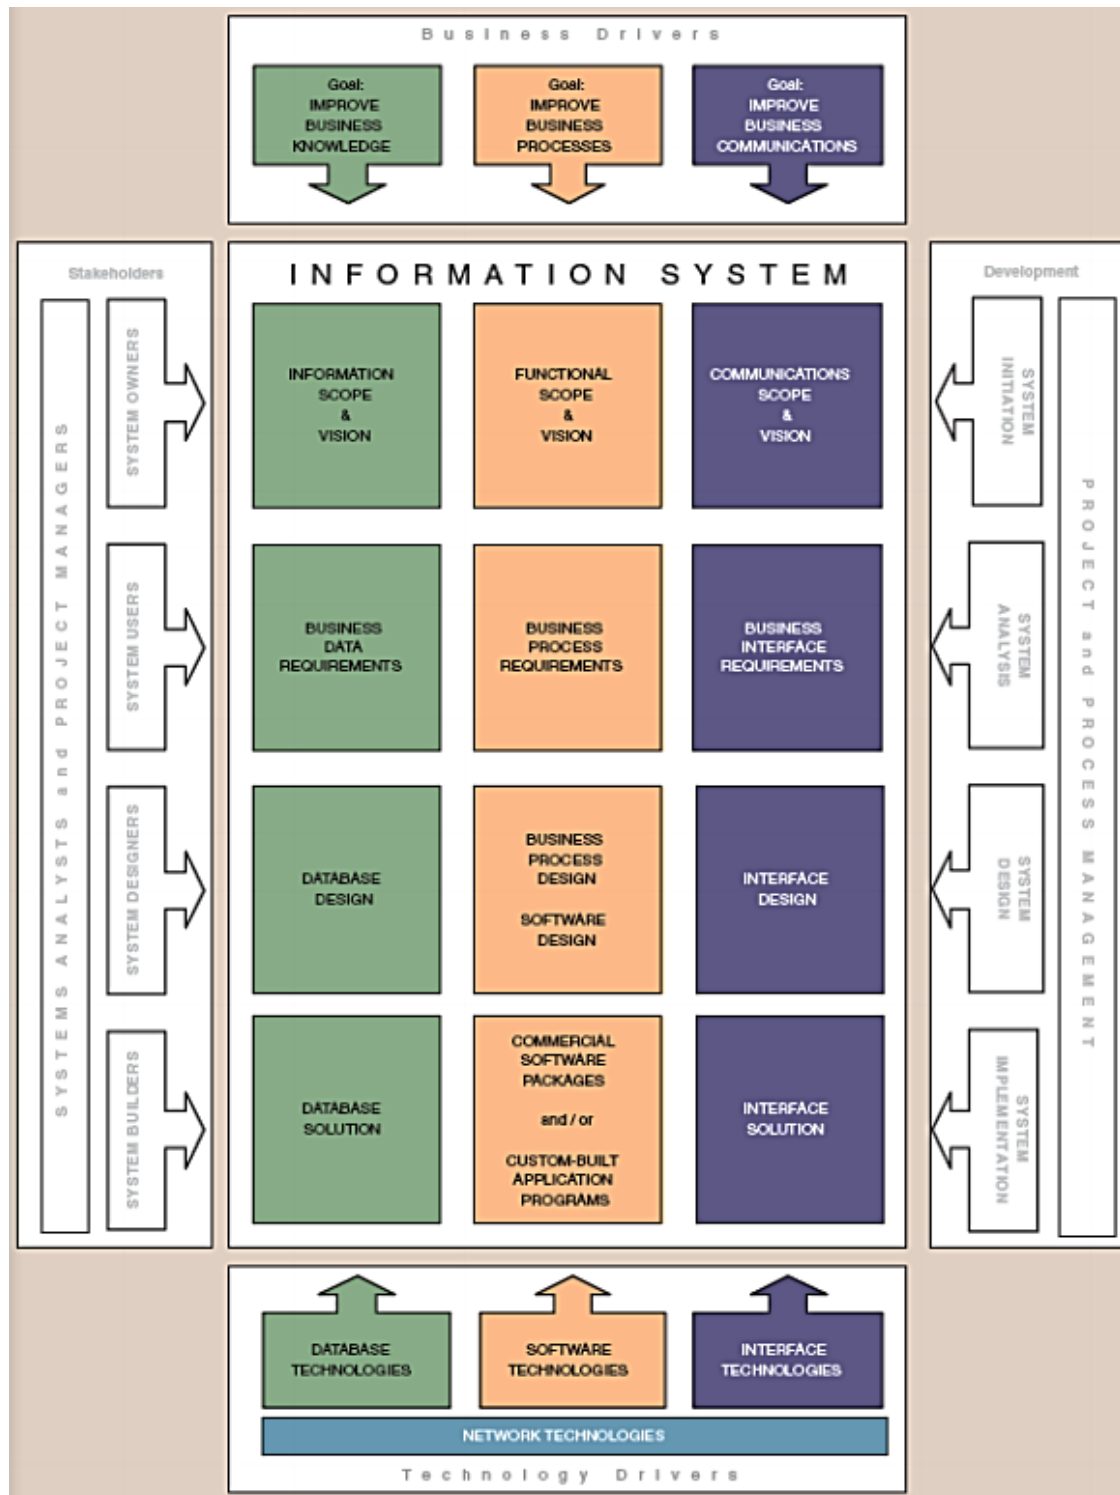 Business Drivers
Goal:
IMPROVE
BUSINESS
KNOWLEDGE
Goal:
IMPROVE
BUSINESS
PROCESSES
Goal:
IMPROVE
BUSINESS
COMMUNICATIONS
Stakeholders
SYSTEMS ANALYSTS and PROJECT MANAGERS
SYSTEM OWNERS
SYSTEM USERS
SYSTEM DESIGNERS
SYSTEM BUILDERS
INFORMATION SYSTEM
INFORMATION
SCOPE
&
VISION
FUNCTIONAL
SCOPE
&
VISION
COMMUNICATIONS
SCOPE
&
VISION
BUSINESS
DATA
REQUIREMENTS
BUSINESS
PROCESS
REQUIREMENTS
BUSINESS
INTERFACE
REQUIREMENTS
DATABASE
DESIGN
BUSINESS
PROCESS
DESIGN
SOFTWARE
DESIGN
INTERFACE
DESIGN
DATABASE
SOLUTION
COMMERCIAL
SOFTWARE
PACKAGES
and / or
CUSTOM-BUILT
APPLICATION
PROGRAMS
INTERFACE
SOLUTION
Development
SYSTEM
INITIATION
SYSTEM
ANALYSIS
SYSTEM
DESIGN
SYSTEM
IMPLEMENTATION
PROJECT and PROCESS MANAGEMENT
DATABASE
TECHNOLOGIES
SOFTWARE
TECHNOLOGIES
INTERFACE
TECHNOLOGIES
NETWORK TECHNOLOGIES
Technology Drivers